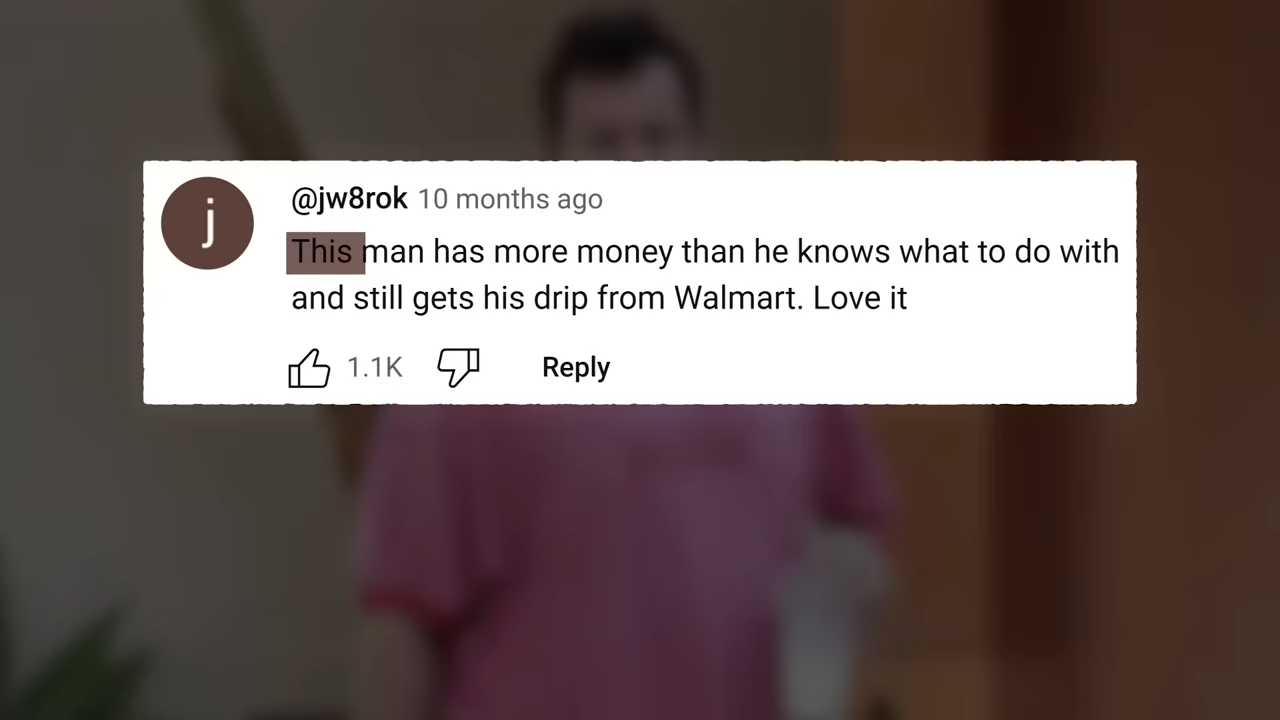 j
@jw8rok 10 months ago
This man has more money than he knows what to do with
and still gets his drip from Walmart. Love it
1.1K Reply